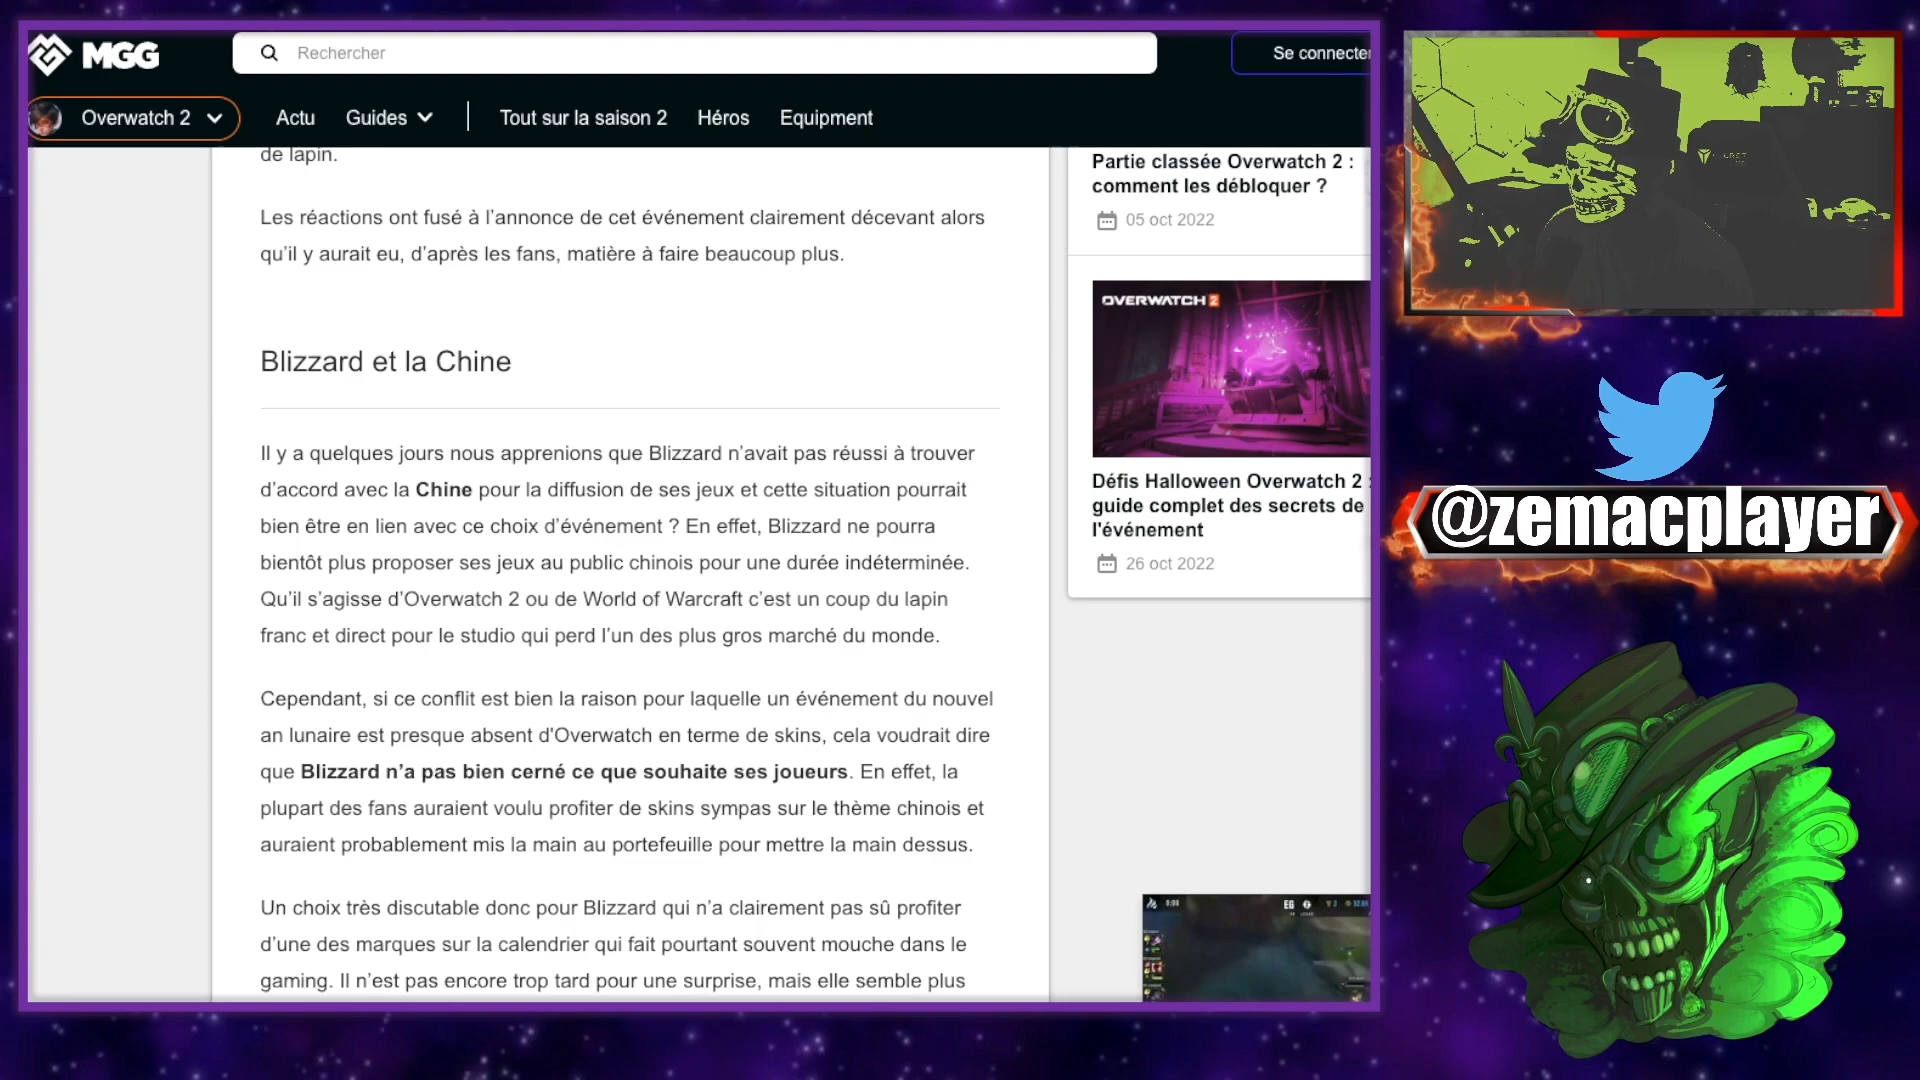 MGG
Rechercher
Se connecter
Overwatch 2
Actu
Guides
Tout sur la saison 2
Héros
Equipment
de lapin.
Les réactions ont fusé à l’annonce de cet événement clairement décevant alors
qu’il y aurait eu, d’après les fans, matière à faire beaucoup plus.
Blizzard et la Chine
Il y a quelques jours nous apprenions que Blizzard n’avait pas réussi à trouver
d’accord avec la Chine pour la diffusion de ses jeux et cette situation pourrait
bien être en lien avec ce choix d’événement ? En effet, Blizzard ne pourra
bientôt plus proposer ses jeux au public chinois pour une durée indéterminée.
Qu’il s’agisse d’Overwatch 2 ou de World of Warcraft c’est un coup du lapin
franc et direct pour le studio qui perd l’un des plus gros marché du monde.
Cependant, si ce conflit est bien la raison pour laquelle un événement du nouvel
an lunaire est presque absent d'Overwatch en terme de skins, cela voudrait dire
que Blizzard n’a pas bien cerné ce que souhaite ses joueurs. En effet, la
plupart des fans auraient voulu profiter de skins sympas sur le thème chinois et
auraient probablement mis la main au portefeuille pour mettre la main dessus.
Un choix très discutable donc pour Blizzard qui n’a clairement pas sû profiter
d’une des marques sur la calendrier qui fait pourtant souvent mouche dans le
gaming. Il n’est pas encore trop tard pour une surprise, mais elle semble plus
Partie classée Overwatch 2 :
comment les débloquer ?
05 oct 2022
OVERWATCH 2
Défis Halloween Overwatch 2 :
guide complet des secrets de
l'événement
26 oct 2022
EG
@zemacplayer